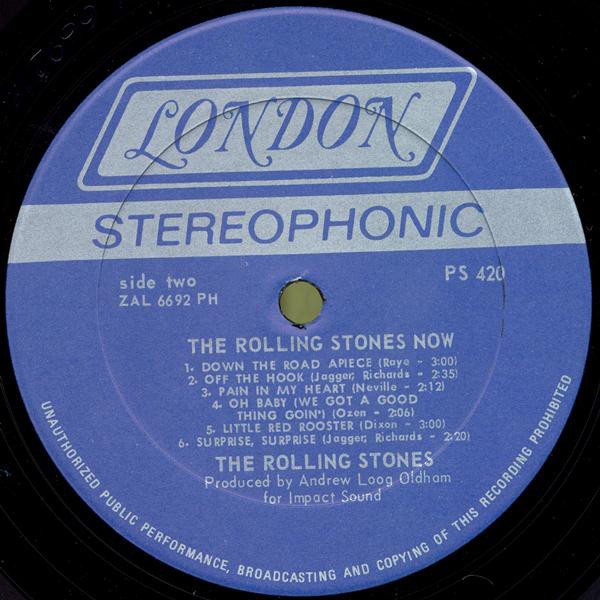 LONDON
STEREOPHONIC
side two
PS 420
ZAL 6692 PH
THE ROLLING STONES NOW
1. DOWN THE ROAD APIECE (Raye - 3:00)
2. OFF THE HOOK (Jagger, Richards - 2:35)
3. PAIN IN MY HEART (Neville - 2:12)
4. OH BABY (WE GOT A GOOD
THING GOIN') (Ozen - 2:06)
5. LITTLE RED ROOSTER (Dixon - 3:00)
6. SURPRISE, SURPRISE (Jagger, Richards - 2:20)
THE ROLLING STONES
Produced by Andrew Loog Oldham
for Impact Sound
UNAUTHORIZED PUBLIC PERFORMANCE, BROADCASTING AND COPYING OF THIS RECORDING PROHIBITED